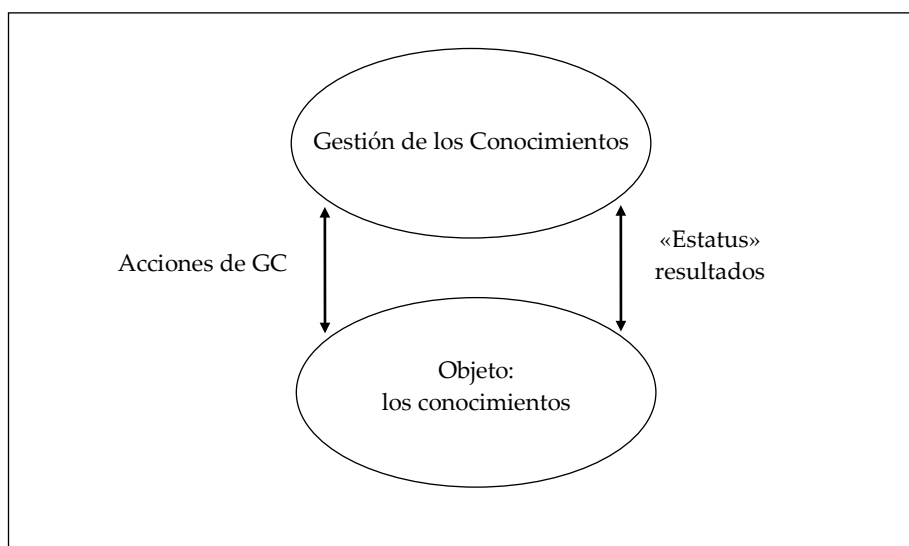 Gestión de los Conocimientos
Acciones de GC
«Estatus»
resultados
Objeto:
los conocimientos